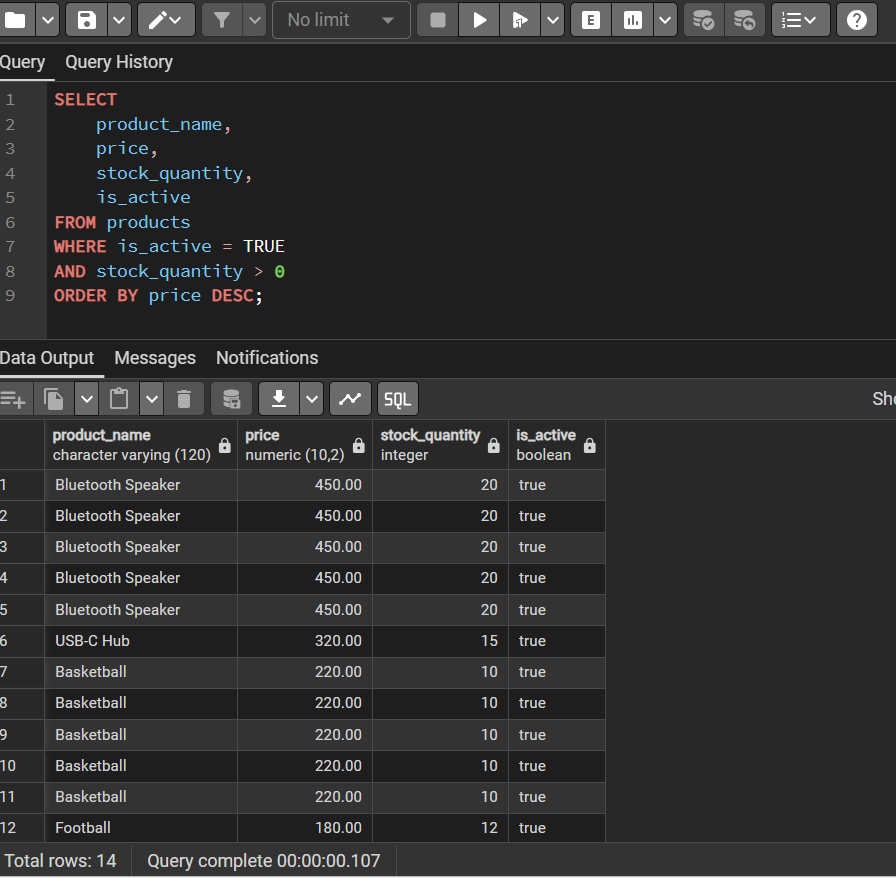 No limit
E
Query Query History
1 SELECT
2 product_name,
3 price,
4 stock_quantity,
5 is_active
6 FROM products
7 WHERE is_active = TRUE
8 AND stock_quantity > 0
9 ORDER BY price DESC;
Data Output Messages Notifications
SQL Sho
product_name price stock_quantity is_active
character varying (120) numeric (10,2) integer boolean
1 Bluetooth Speaker 450.00 20 true
2 Bluetooth Speaker 450.00 20 true
3 Bluetooth Speaker 450.00 20 true
4 Bluetooth Speaker 450.00 20 true
5 Bluetooth Speaker 450.00 20 true
6 USB-C Hub 320.00 15 true
7 Basketball 220.00 10 true
8 Basketball 220.00 10 true
9 Basketball 220.00 10 true
10 Basketball 220.00 10 true
11 Basketball 220.00 10 true
12 Football 180.00 12 true
Total rows: 14 Query complete 00:00:00.107